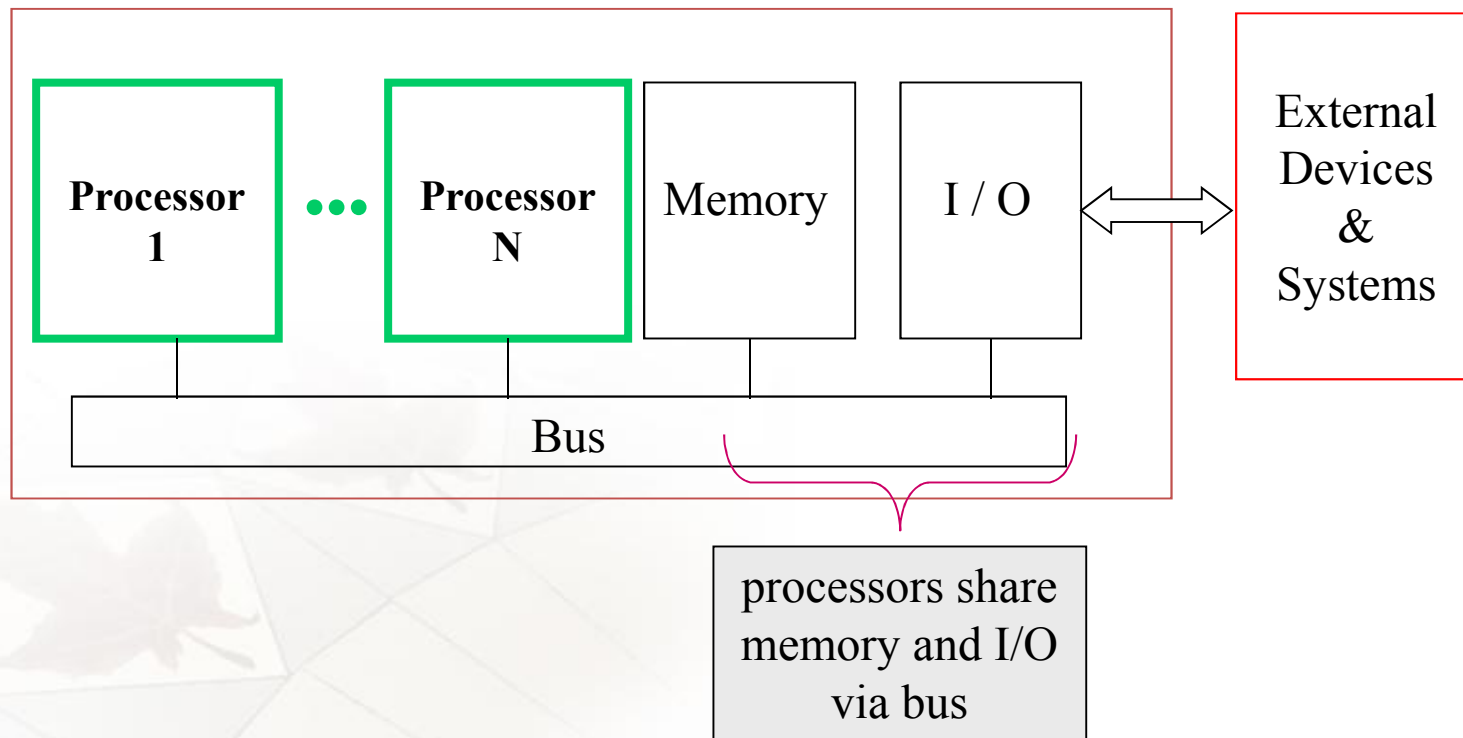 Processor
1
Processor
N
Memory
I / O
External
Devices
&
Systems
Bus
processors share
memory and I/O
via bus